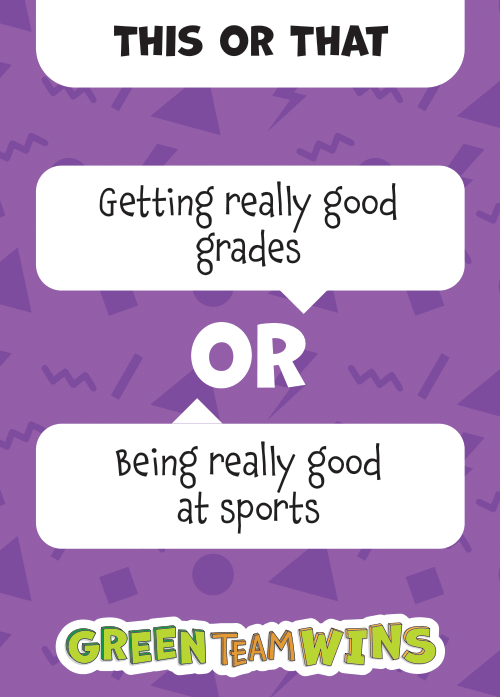 THIS OR THAT
Getting really good
grades
OR
Being really good
at sports
GREEN TEAM WINS